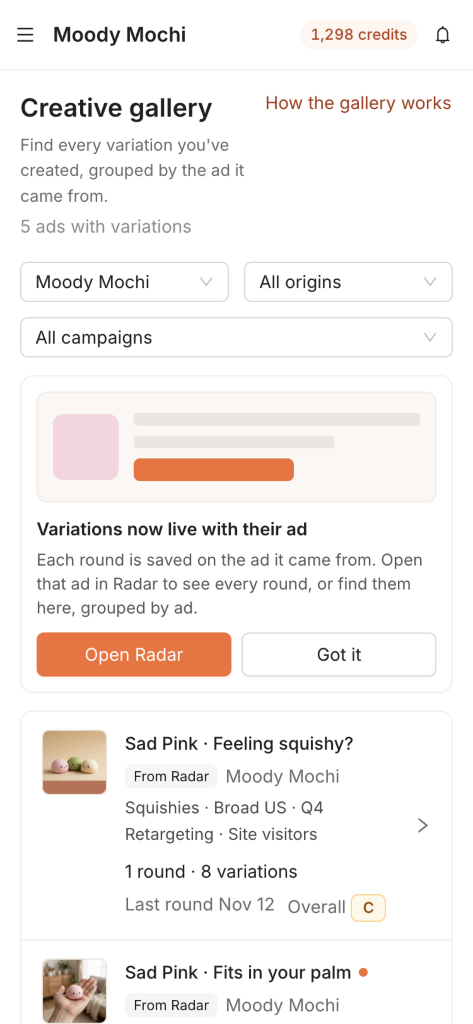 Moody Mochi
1,298 credits
Creative gallery
How the gallery works
Find every variation you've
created, grouped by the ad it
came from.
5 ads with variations
Moody Mochi
All origins
All campaigns
Variations now live with their ad
Each round is saved on the ad it came from. Open
that ad in Radar to see every round, or find them
here, grouped by ad.
Open Radar
Got it
Sad Pink · Feeling squishy?
From Radar
Moody Mochi
Squishies · Broad US · Q4
Retargeting · Site visitors
1 round · 8 variations
Last round Nov 12
Overall
C
Sad Pink · Fits in your palm
From Radar
Moody Mochi